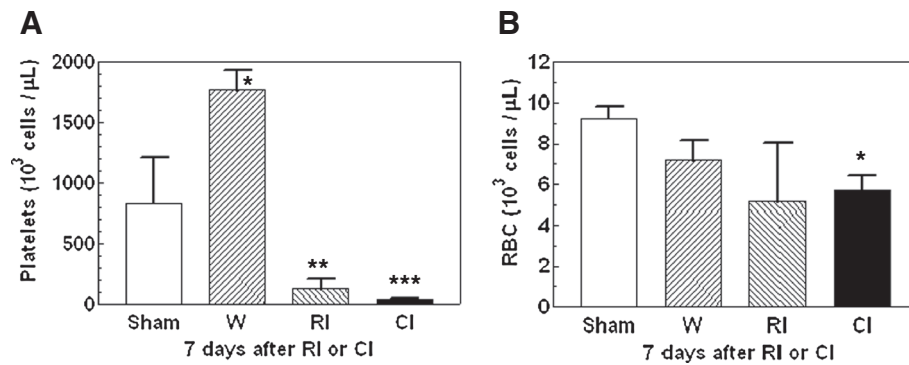 A
Platelets (10³ cells / µL)
2000
1500
1000
500
0
*
**
***
Sham W RI CI
7 days after RI or CI
B
RBC (10³ cells / µL)
12
10
8
6
4
2
0
*
Sham W RI CI
7 days after RI or CI